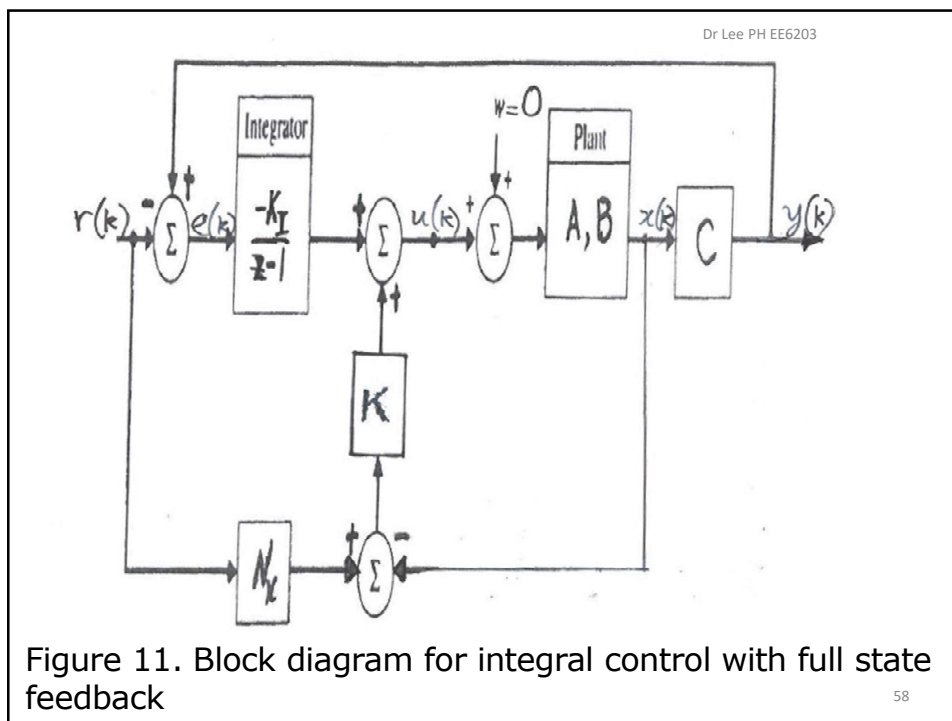 Dr Lee PH EE6203
w=0
Integrator
Plant
+
+
r(k)
-
Σ
e(k)
-K_I
z-1
+
Σ
u(k)
+
Σ
A, B
x(k)
C
y(k)
+
K
N_x
+
Σ
-
Figure 11. Block diagram for integral control with full state
feedback
58